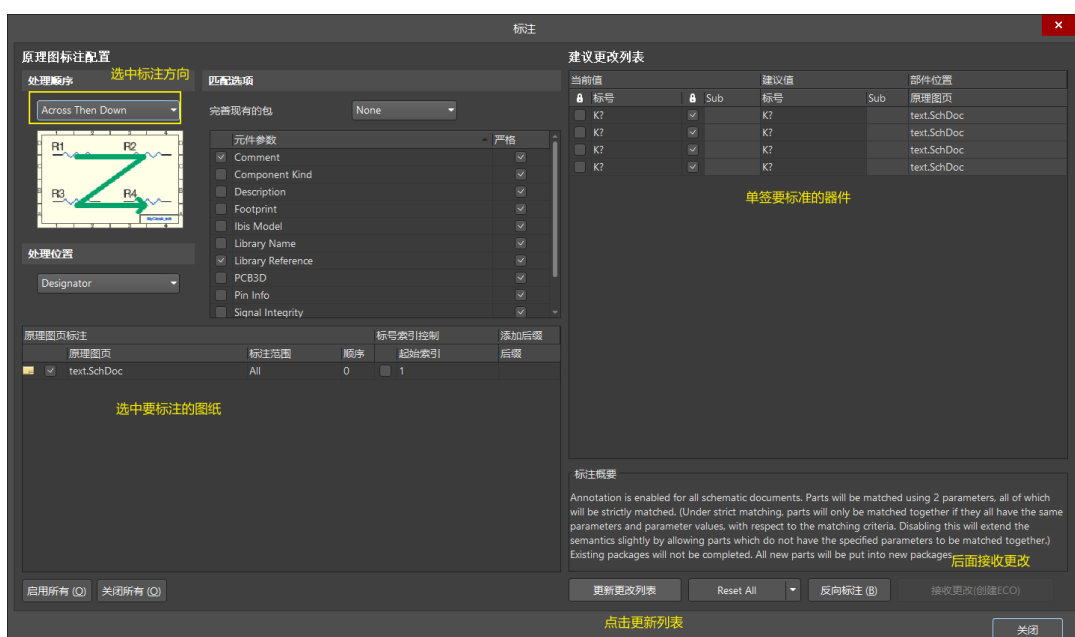 标注
原理图标注配置
选中标注方向
处理顺序
Across Then Down
R1
R2
R3
R4
处理位置
Designator
匹配选项
完善现有的包
None
元件参数 严格
Comment
Component Kind
Description
Footprint
Ibis Model
Library Name
Library Reference
PCB3D
Pin Info
Signal Integrity
原理图页标注 标号索引控制 添加后缀
原理图页 标注范围 顺序 起始索引 后缀
text.SchDoc All 0 1
选中要标注的图纸
启用所有 (O) 关闭所有 (O)
建议更改列表
当前值 建议值 部件位置
标号 Sub 标号 Sub 原理图页
K? K? text.SchDoc
K? K? text.SchDoc
K? K? text.SchDoc
K? K? text.SchDoc
单签要标准的器件
标注概要
Annotation is enabled for all schematic documents. Parts will be matched using 2 parameters, all of which
will be strictly matched. (Under strict matching, parts will only be matched together if they all have the same
parameters and parameter values, with respect to the matching criteria. Disabling this will extend the
semantics slightly by allowing parts which do not have the specified parameters to be matched together.)
Existing packages will not be completed. All new parts will be put into new packages.
后面接收更改
更新更改列表 Reset All 反向标注 (B) 接收更改(创建ECO)
点击更新列表
关闭